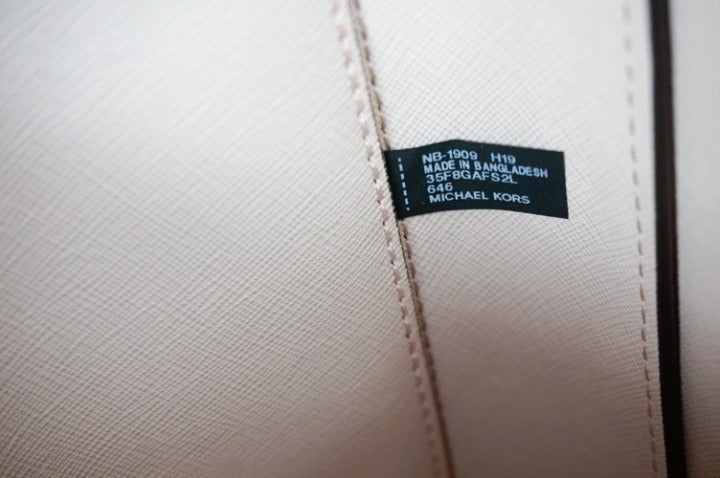 NB-1909 H19
MADE IN BANGLADESH
35F8GAFS2L
646
MICHAEL KORS